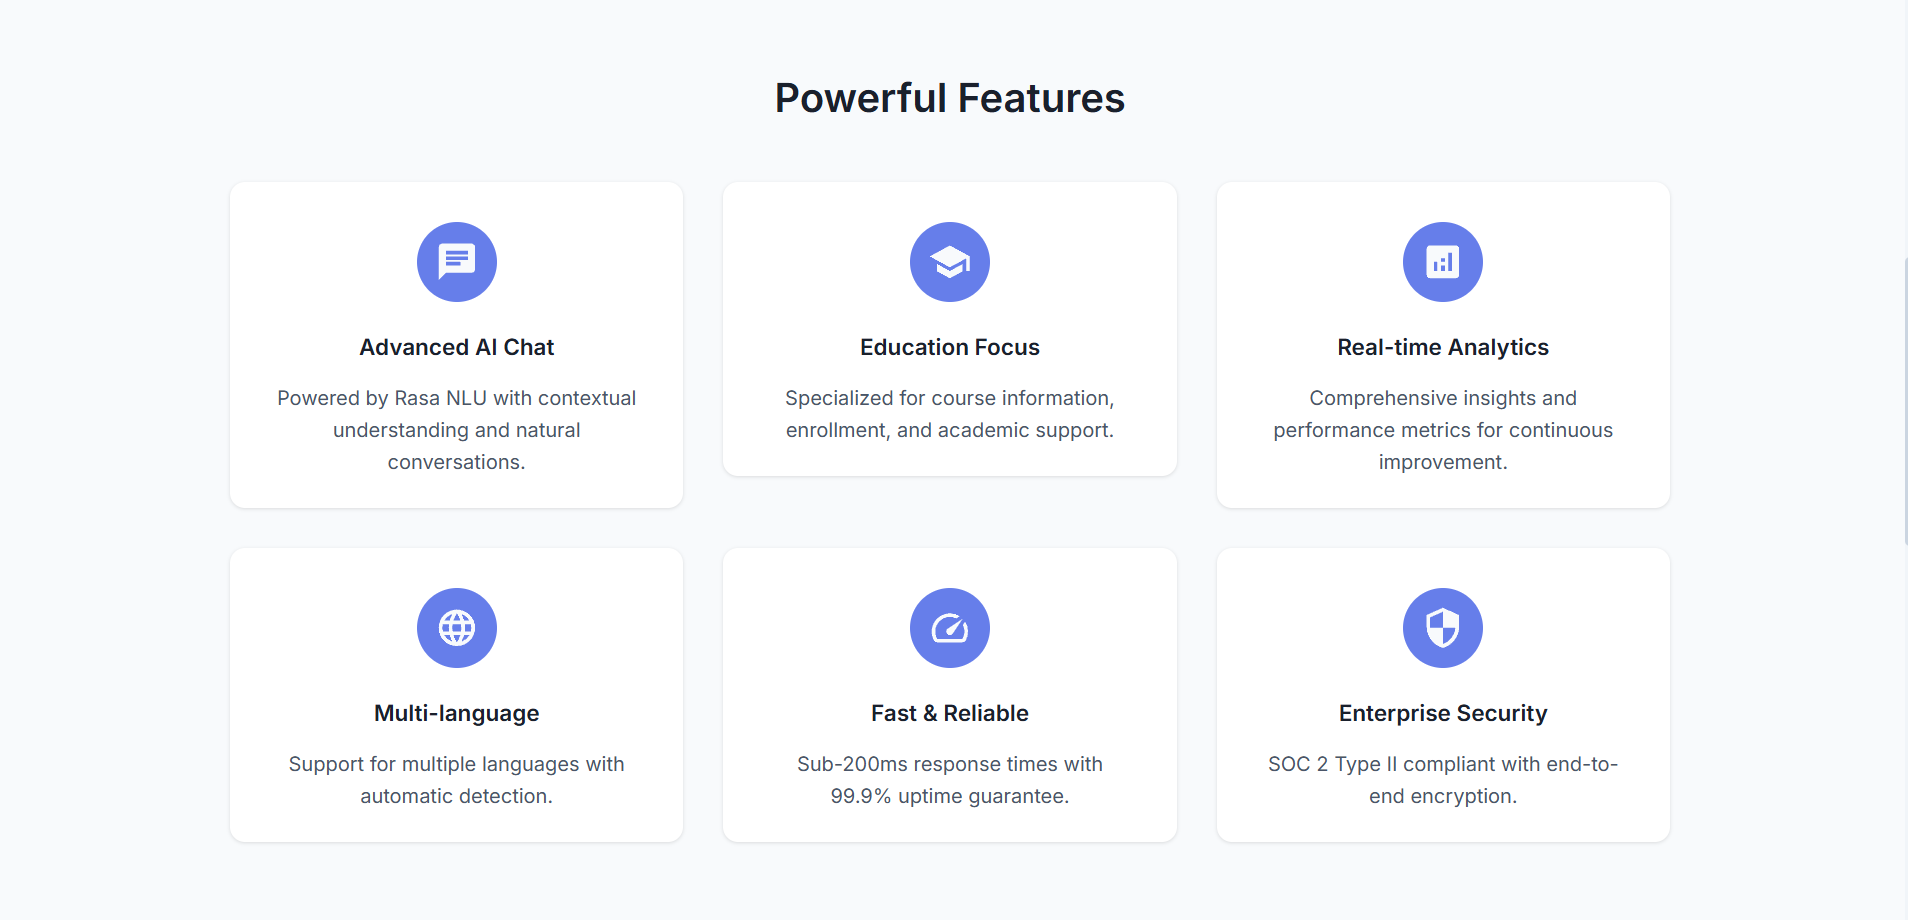 Powerful Features
Advanced AI Chat
Powered by Rasa NLU with contextual
understanding and natural
conversations.
Education Focus
Specialized for course information,
enrollment, and academic support.
Real-time Analytics
Comprehensive insights and
performance metrics for continuous
improvement.
Multi-language
Support for multiple languages with
automatic detection.
Fast & Reliable
Sub-200ms response times with
99.9% uptime guarantee.
Enterprise Security
SOC 2 Type II compliant with end-to-
end encryption.